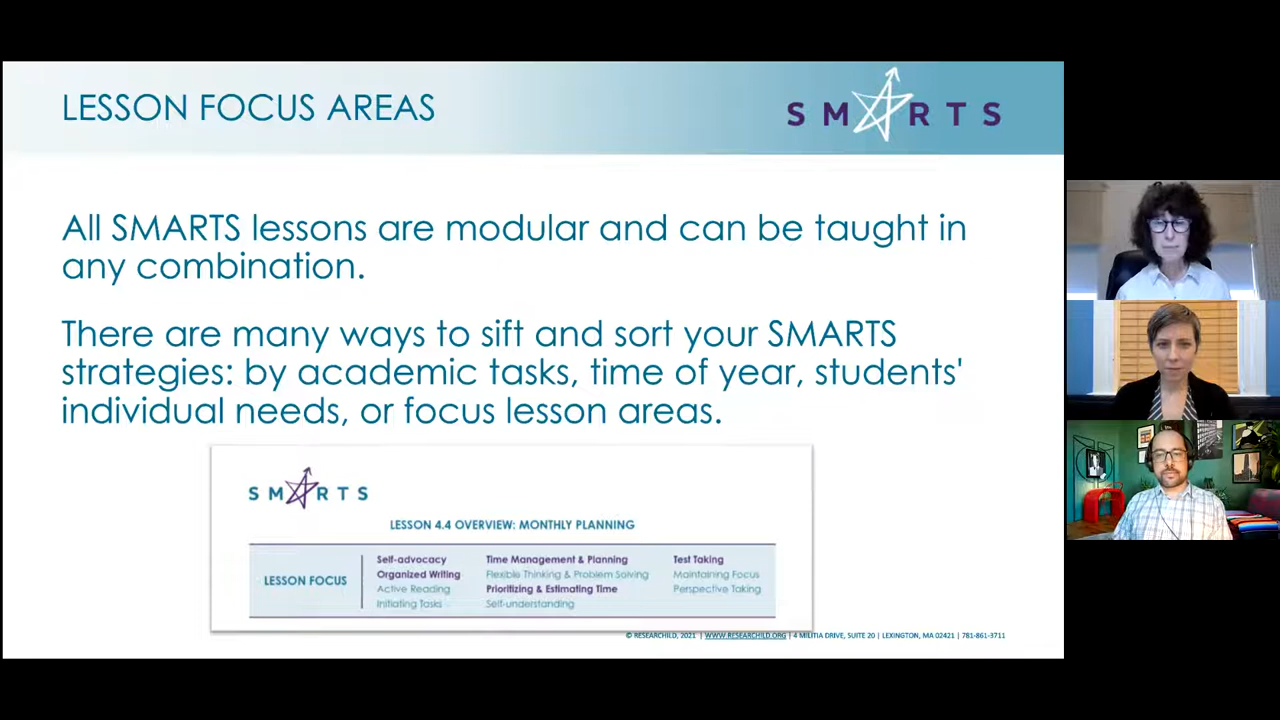 LESSON FOCUS AREAS
SMARTS
All SMARTS lessons are modular and can be taught in
any combination.
There are many ways to sift and sort your SMARTS
strategies: by academic tasks, time of year, students'
individual needs, or focus lesson areas.
SMARTS
LESSON 4.4 OVERVIEW: MONTHLY PLANNING
LESSON FOCUS
Self-advocacy Time Management & Planning Test Taking
Organized Writing Flexible Thinking & Problem Solving Maintaining Focus
Active Reading Prioritizing & Estimating Time Perspective Taking
Initiating Tasks Self-understanding
© RESEARCHILD, 2021 | WWW.RESEARCHILD.ORG | 4 MILITIA DRIVE, SUITE 20 | LEXINGTON, MA 02421 | 781-861-3711